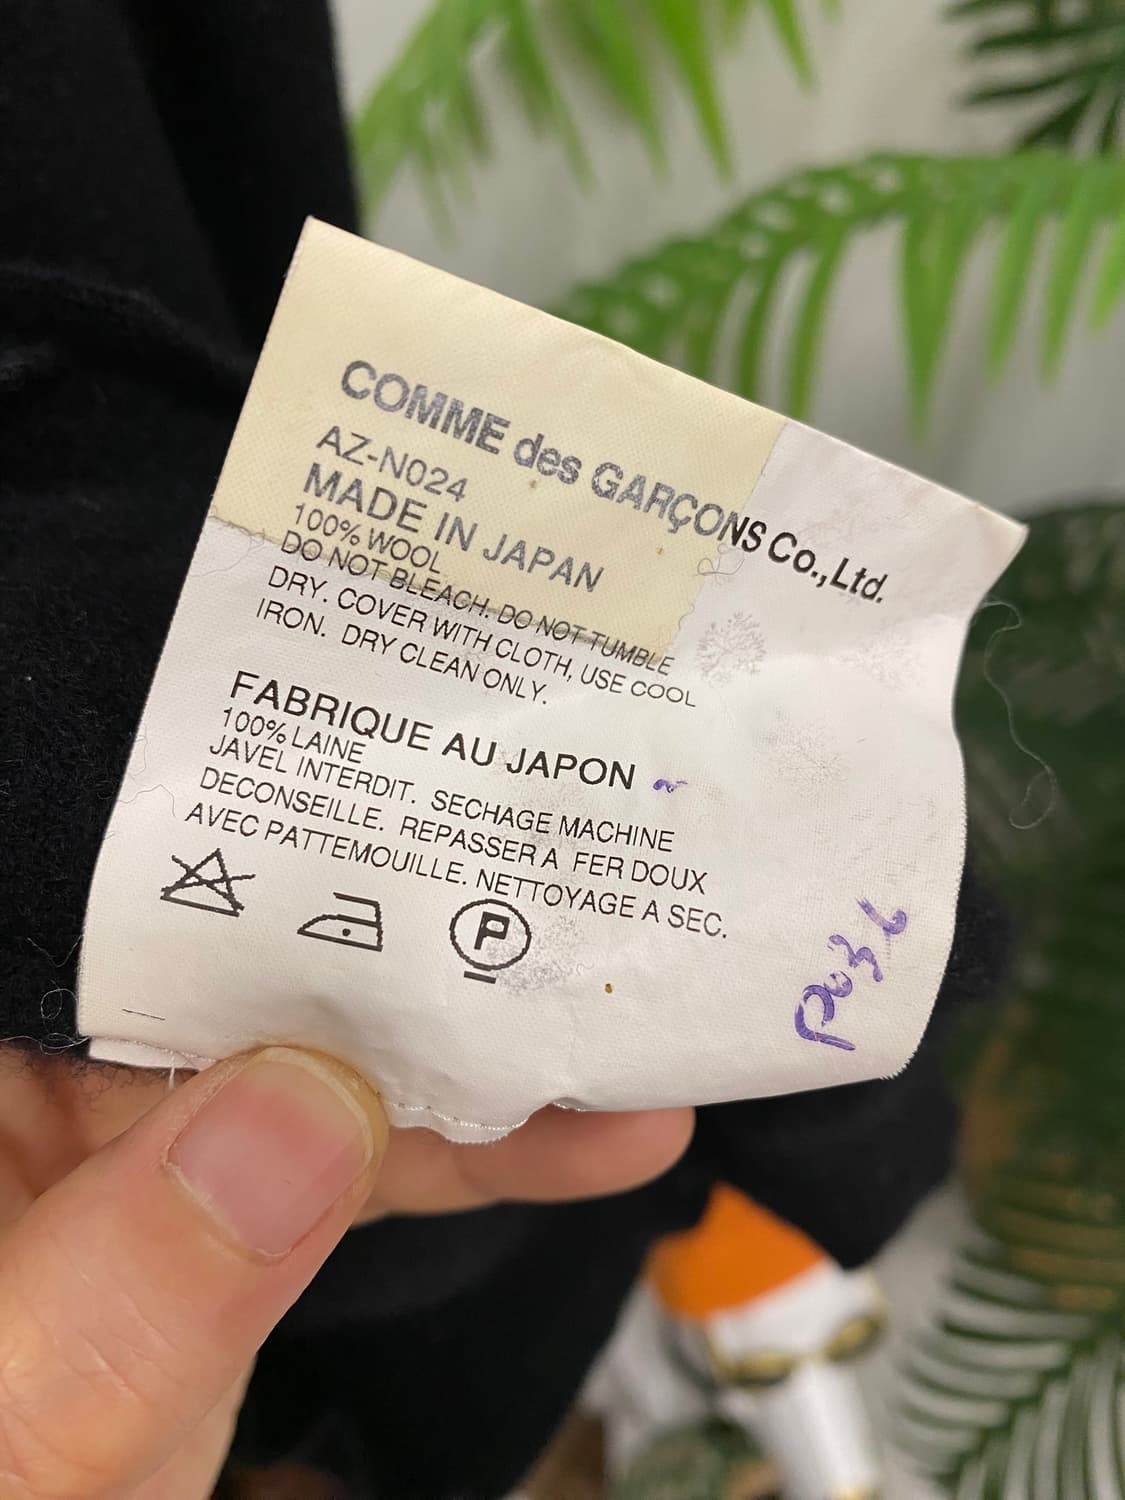 COMME des GARÇONS Co.,Ltd.
AZ-N024
MADE IN JAPAN
100% WOOL
DO NOT BLEACH. DO NOT TUMBLE
DRY. COVER WITH CLOTH, USE COOL
IRON. DRY CLEAN ONLY.
FABRIQUE AU JAPON
100% LAINE
JAVEL INTERDIT. SECHAGE MACHINE
DECONSEILLE. REPASSER A FER DOUX
AVEC PATTEMOUILLE. NETTOYAGE A SEC.
P